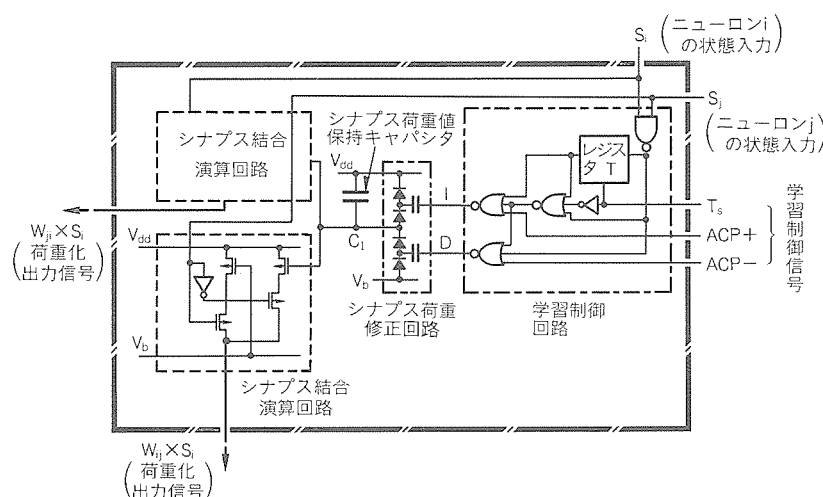 Si (ニューロンi
の状態入力)
Sj
(ニューロンj
の状態入力)
シナプス荷重値
保持キャパシタ
シナプス結合
演算回路
Vdd
レジス
タ T
I
Ts
ACP+
ACP−
学習制御信号
D
C1
Vb
Wji×Si
(荷重化
出力信号)
Vdd
シナプス荷重
修正回路
学習制御
回路
Vb
シナプス結合
演算回路
Wij×Si
(荷重化
出力信号)